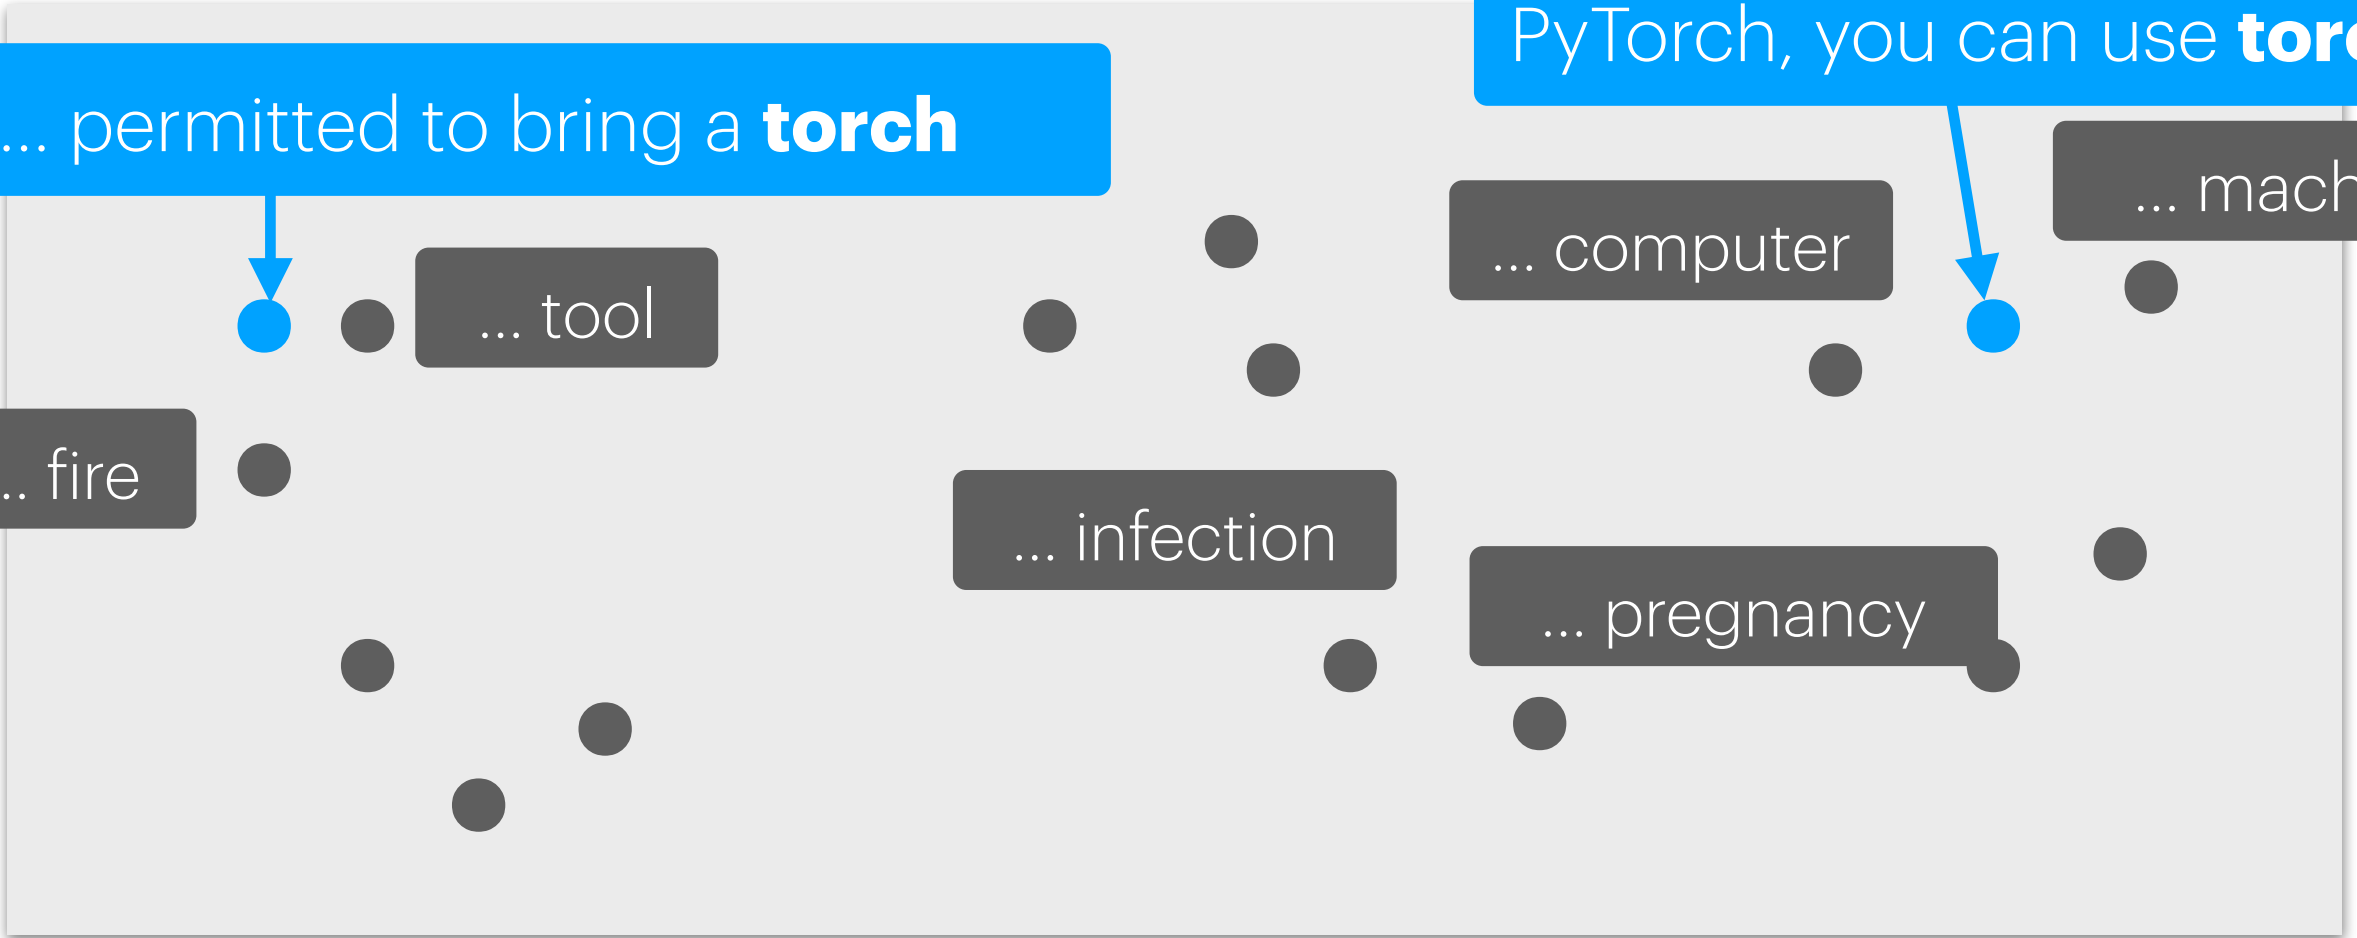 PyTorch, you can use
... permitted to bring a torch
... computer
... tool
... fire
... infection
... pregnancy